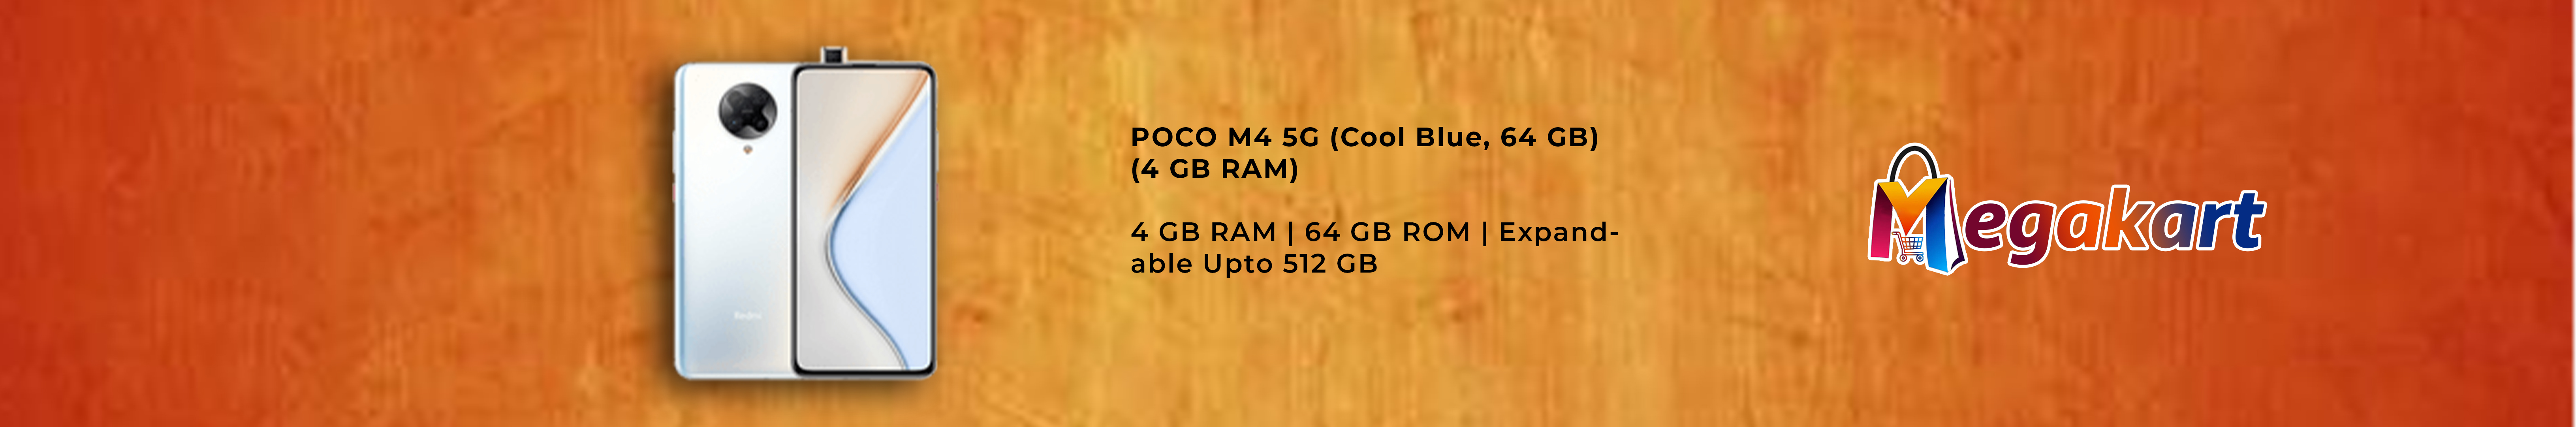 Redmi
POCO M4 5G (Cool Blue, 64 GB)
(4 GB RAM)
4 GB RAM | 64 GB ROM | Expand-
able Upto 512 GB
Megakart